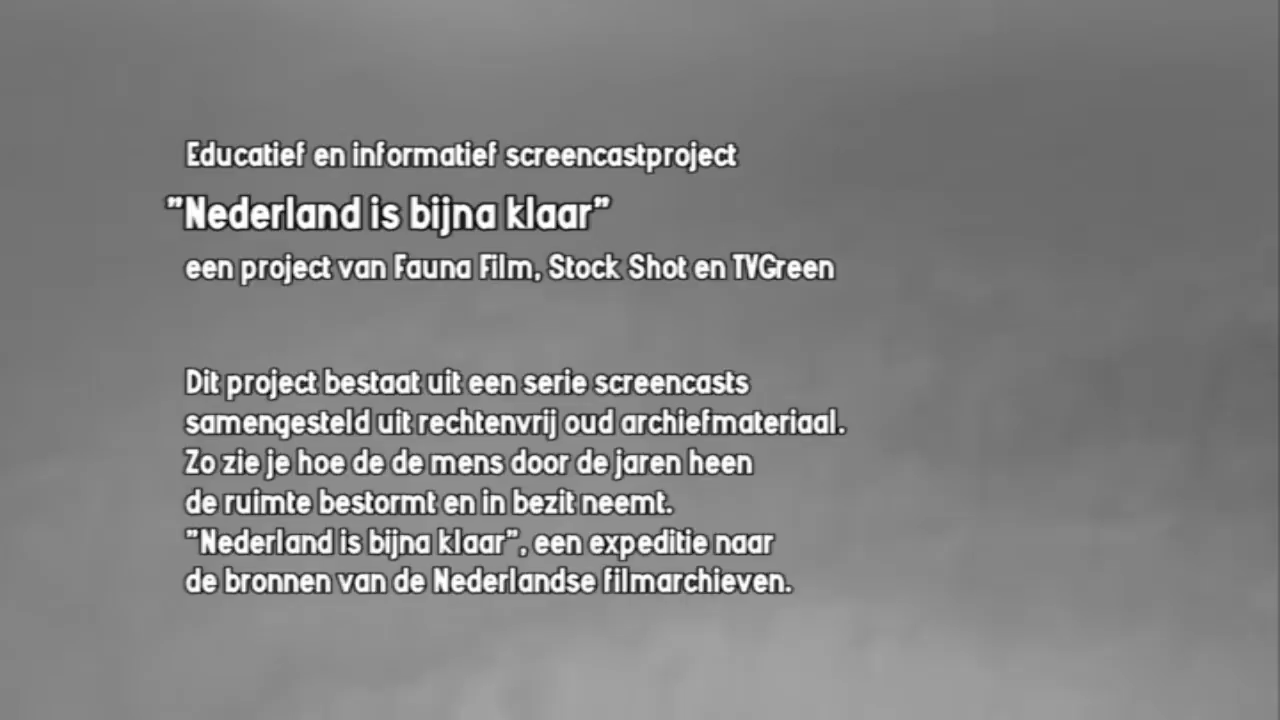 Educatief en informatief screencastproject
"Nederland is bijna klaar"
een project van Fauna Film, Stock Shot en TVGreen
Dit project bestaat uit een serie screencasts
samengesteld uit rechtenvrij oud archiefmateriaal.
Zo zie je hoe de de mens door de jaren heen
de ruimte bestormt en in bezit neemt.
"Nederland is bijna klaar", een expeditie naar
de bronnen van de Nederlandse filmarchieven.